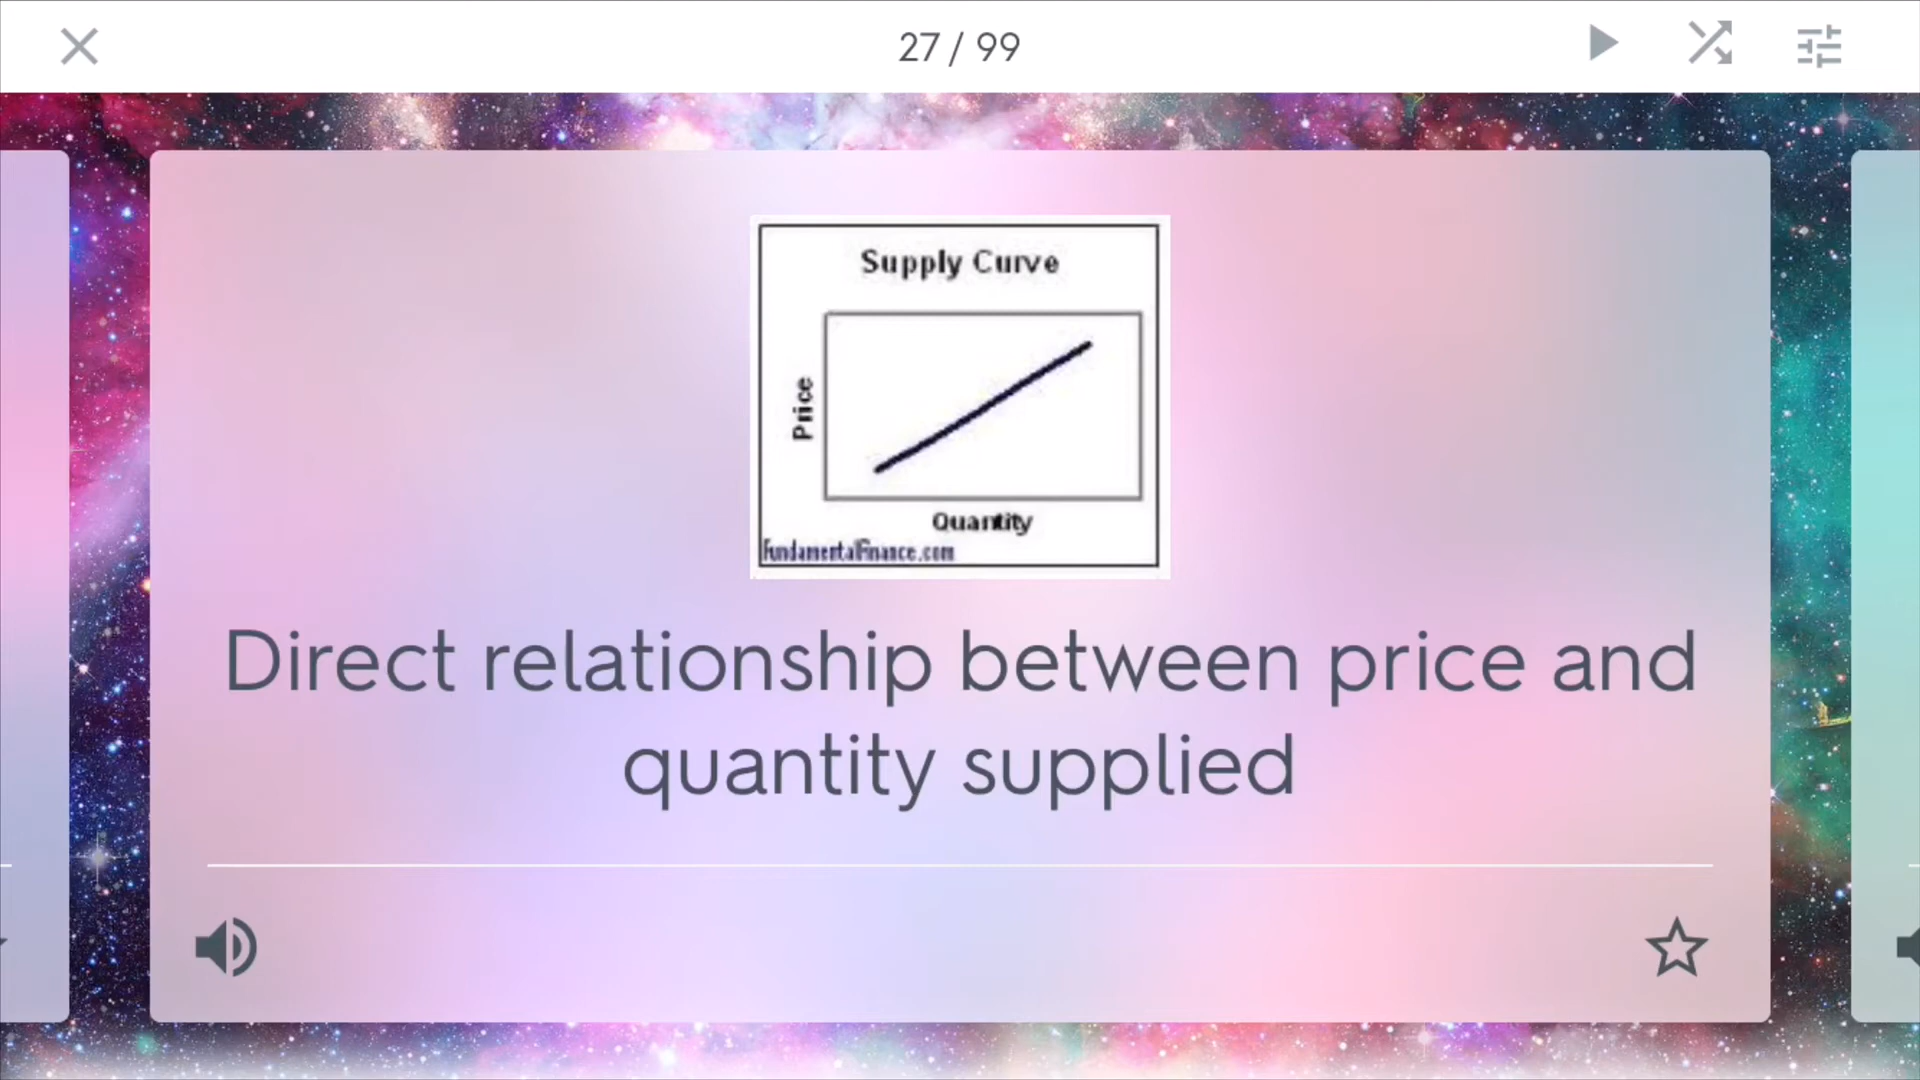 27 / 99
Supply Curve
Price
Quantity
FundamentalFinance.com
Direct relationship between price and
quantity supplied